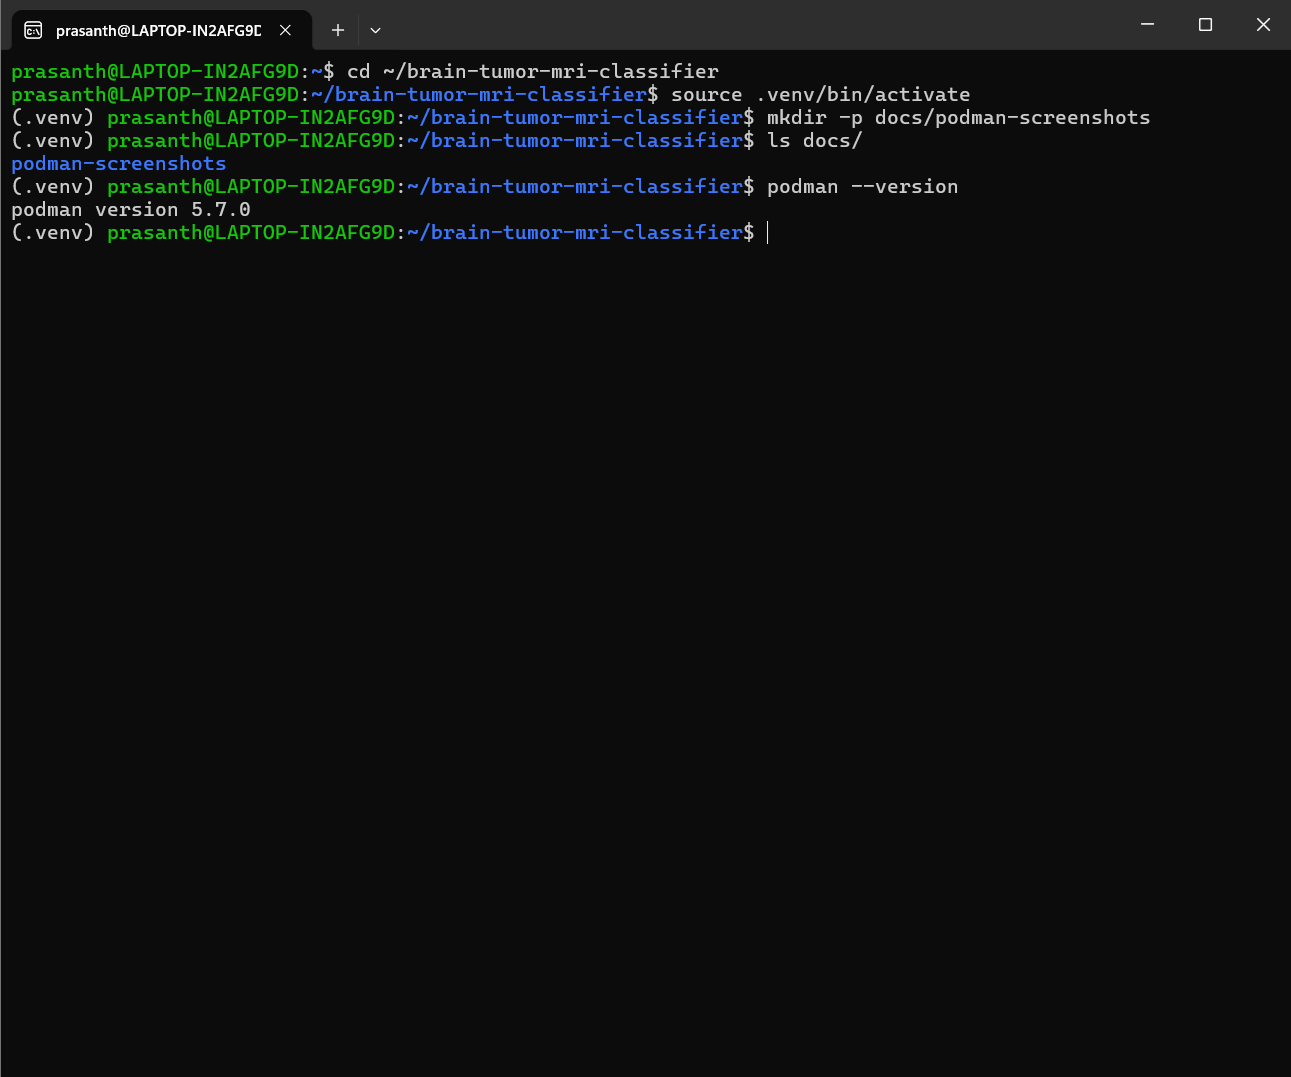 prasanth@LAPTOP-IN2AFG9D
prasanth@LAPTOP-IN2AFG9D:~$ cd ~/brain-tumor-mri-classifier
prasanth@LAPTOP-IN2AFG9D:~/brain-tumor-mri-classifier$ source .venv/bin/activate
(.venv) prasanth@LAPTOP-IN2AFG9D:~/brain-tumor-mri-classifier$ mkdir -p docs/podman-screenshots
(.venv) prasanth@LAPTOP-IN2AFG9D:~/brain-tumor-mri-classifier$ ls docs/
podman-screenshots
(.venv) prasanth@LAPTOP-IN2AFG9D:~/brain-tumor-mri-classifier$ podman --version
podman version 5.7.0
(.venv) prasanth@LAPTOP-IN2AFG9D:~/brain-tumor-mri-classifier$